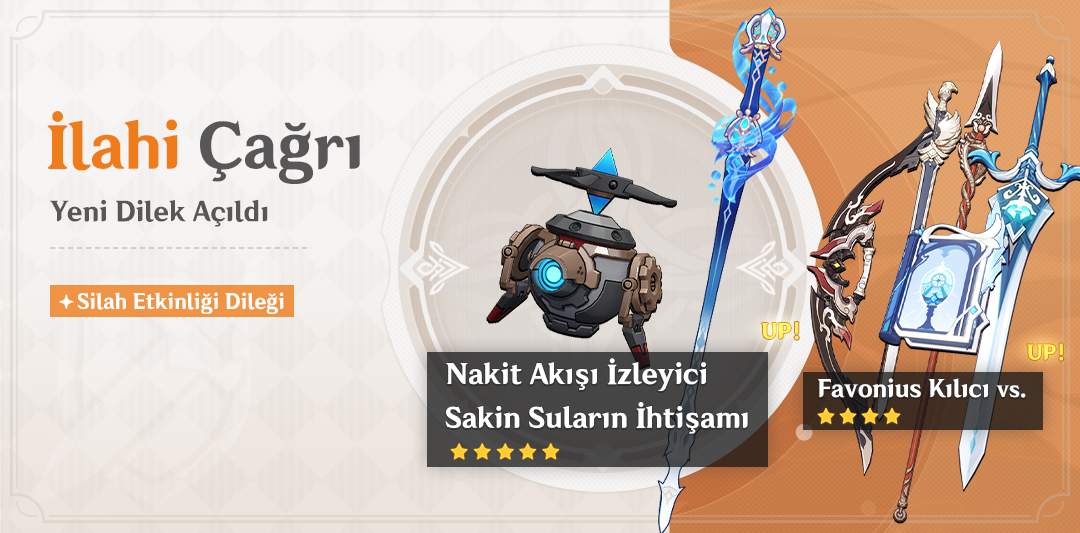 İlahi Çağrı
Yeni Dilek Açıldı
Silah Etkinliği Dileği
UP!
Nakit Akışı İzleyici
Sakin Suların İhtişamı
UP!
Favonius Kılıcı vs.